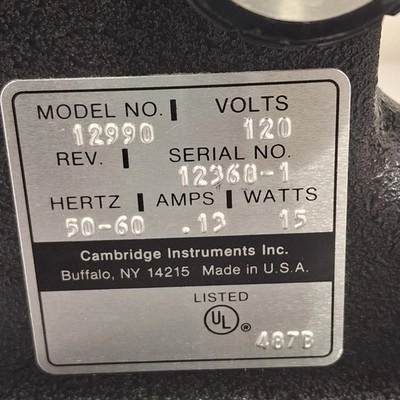 MODEL NO. | VOLTS
12990 120
REV. | SERIAL NO.
12368-1
HERTZ | AMPS | WATTS
50-60 .13 15
Cambridge Instruments Inc.
Buffalo, NY 14215 Made in U.S.A.
LISTED
UL ®
487B